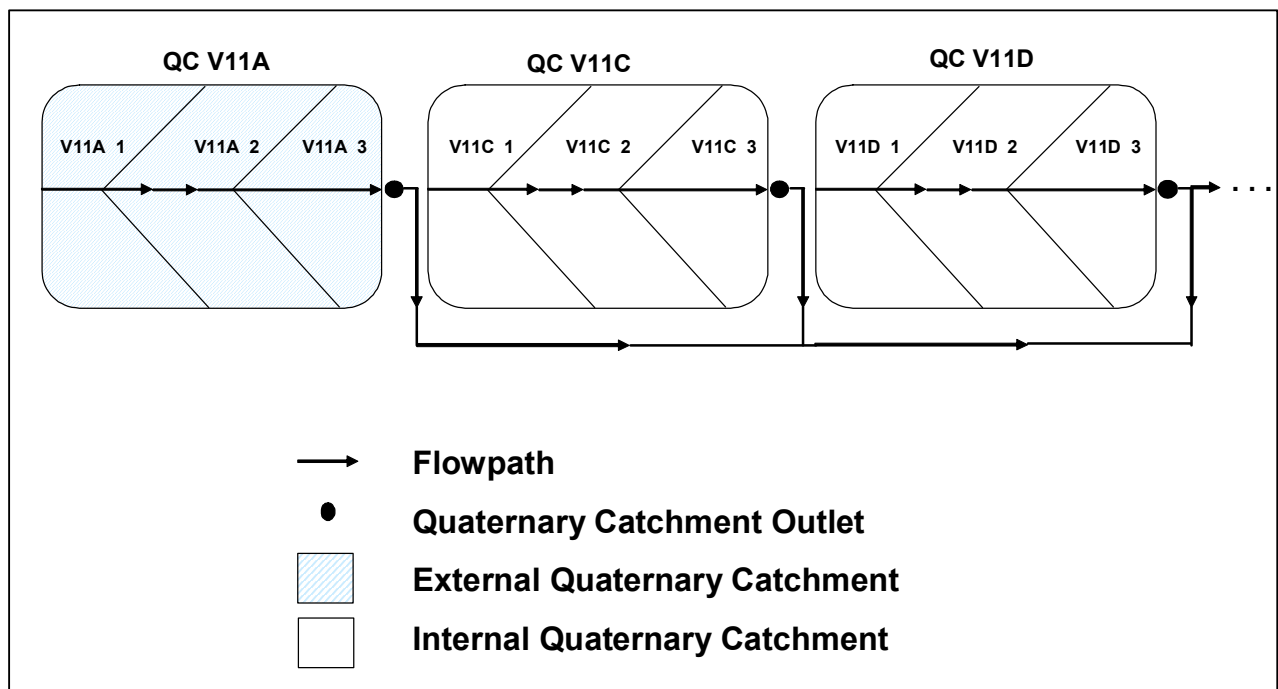 QC V11A
QC V11C
QC V11D
V11A 1
V11A 2
V11A 3
V11C 1
V11C 2
V11C 3
V11D 1
V11D 2
V11D 3
. . .
Flowpath
Quaternary Catchment Outlet
External Quaternary Catchment
Internal Quaternary Catchment